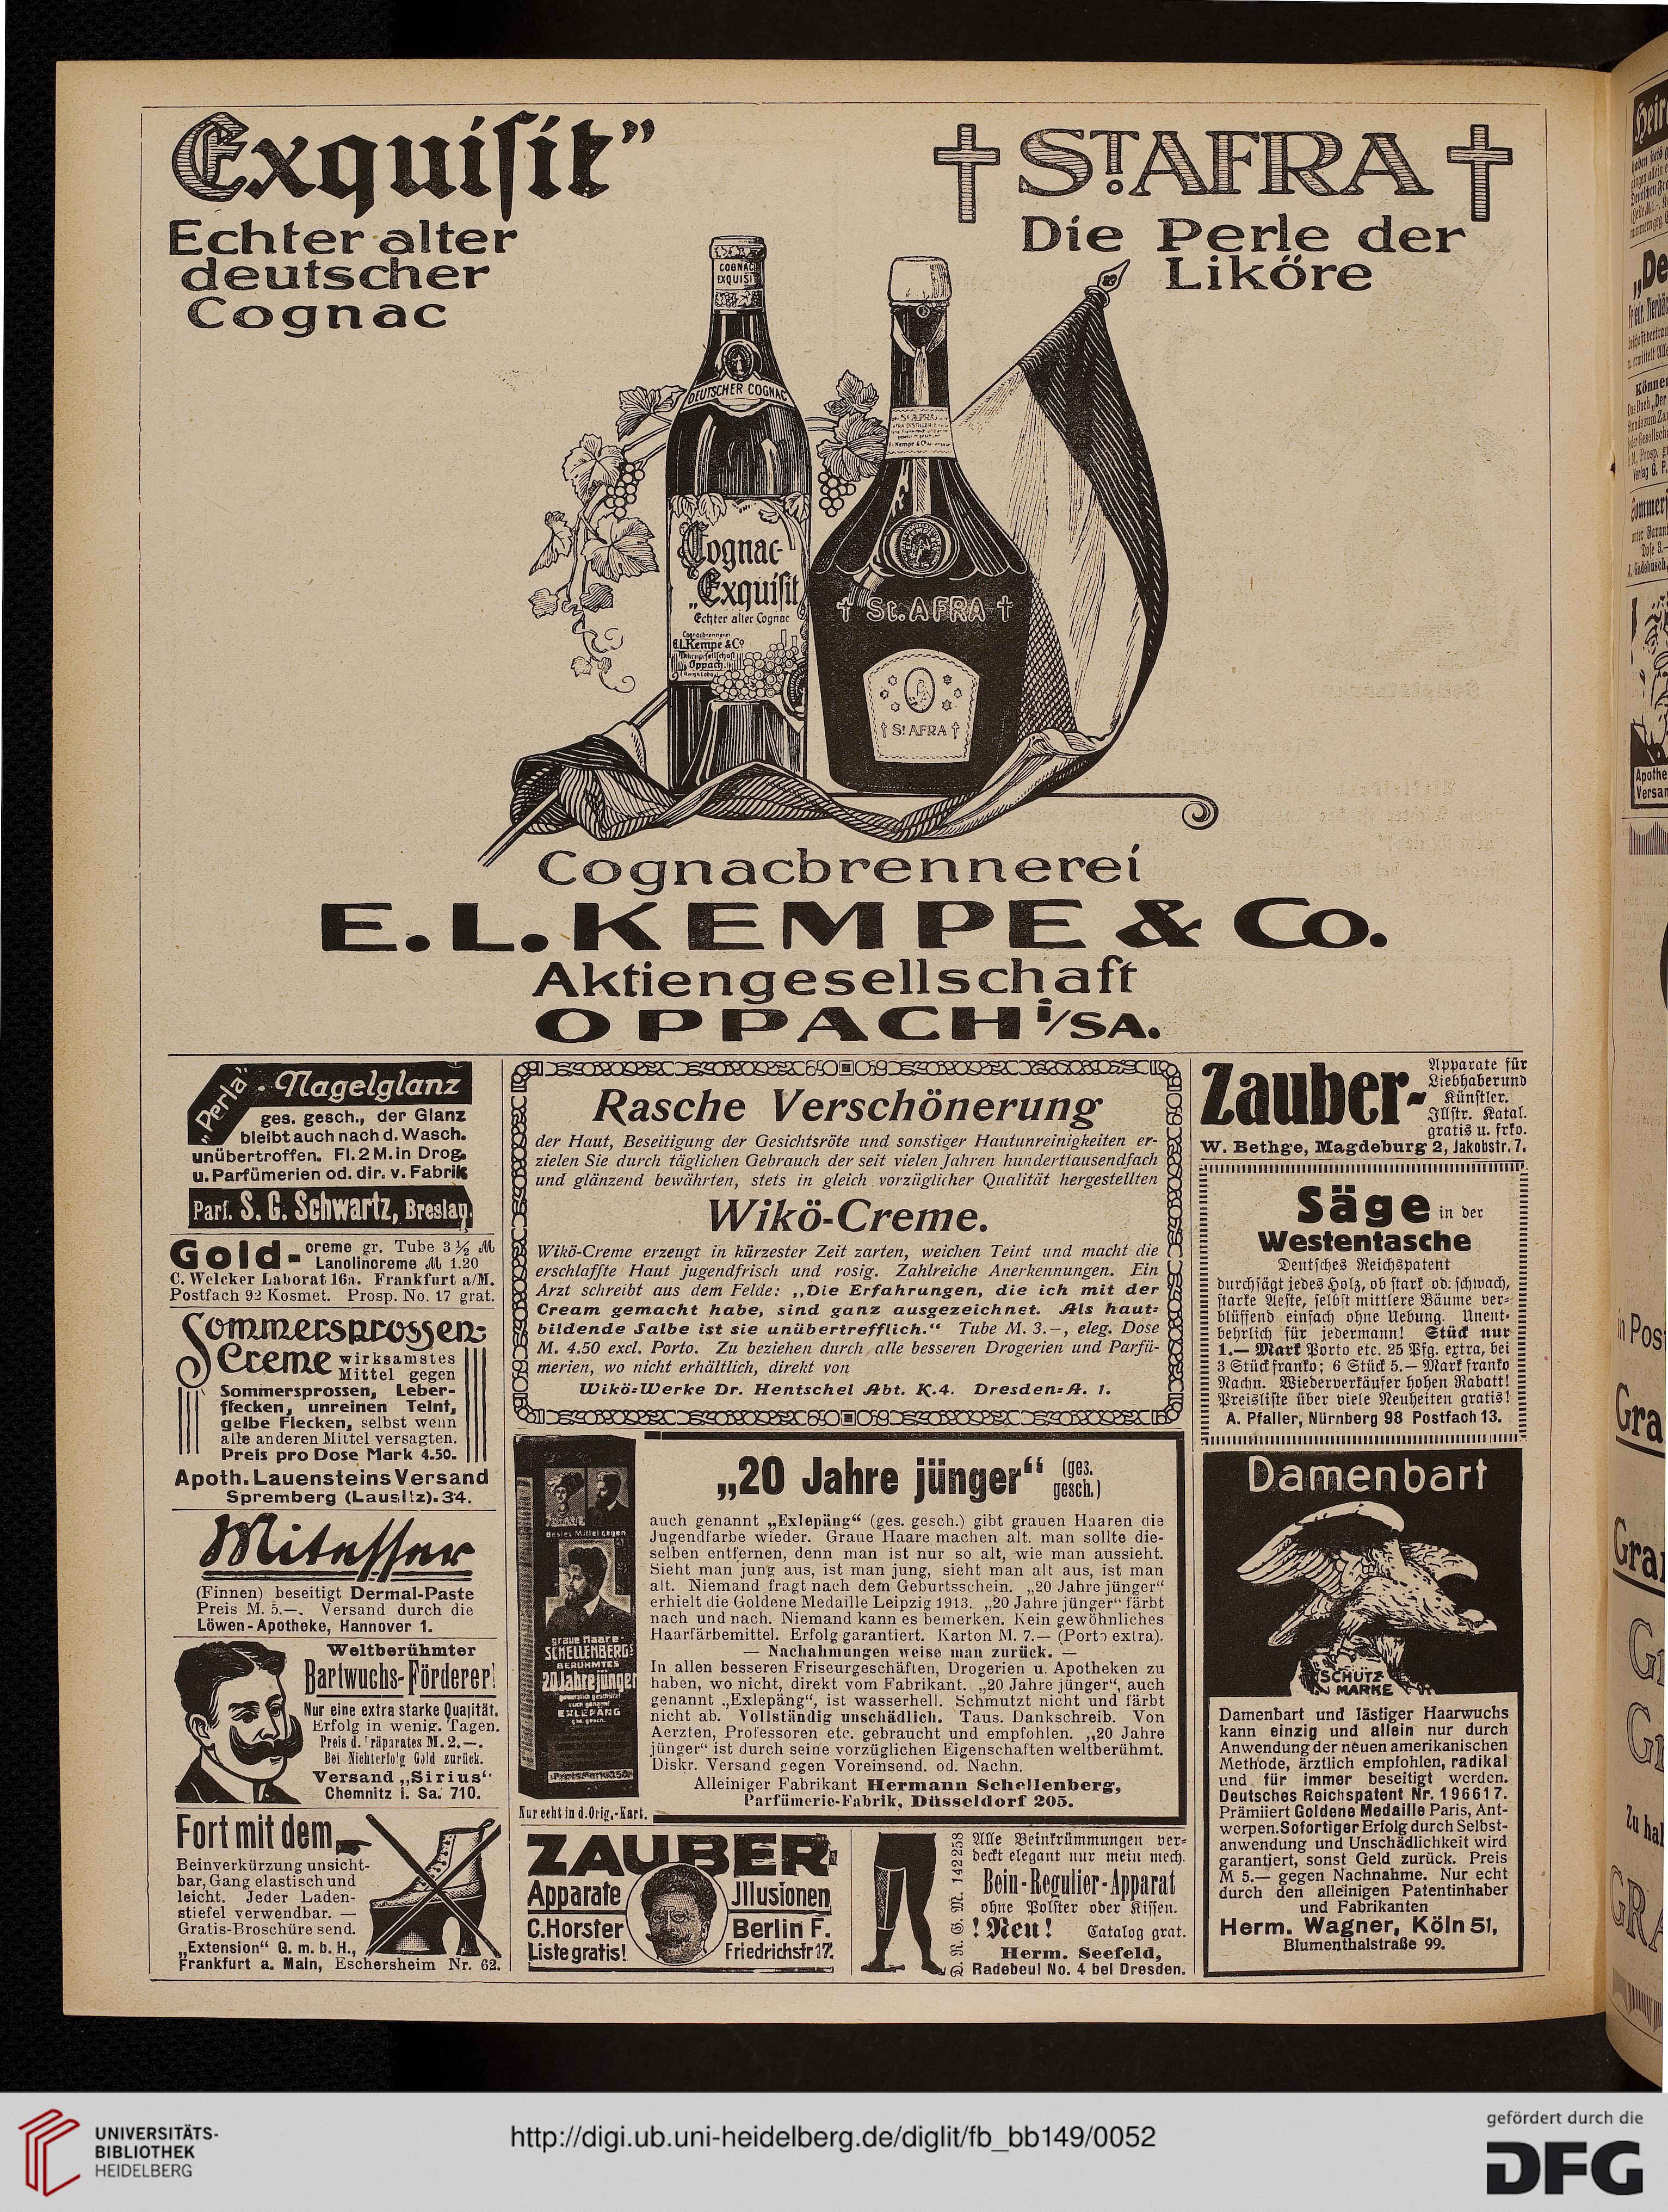 Exquisit"
Echter alter
deutscher
Cognac
† ST. AFRA †
Die Perle der
Liköre
COGNAC
EXQUISIT
DEUTSCHER COGNAC
Cognac-
„Exquisit
Echter alter Cognac
Cognacbrennerei
E.L. Kempe & Co
Oppach
† St. AFRA †
† St AFRA †
Cognacbrennerei
E. L. KEMPE & Co.
Aktiengesellschaft
OPPACH i/SA.
„Perla" - Nagelglanz
ges. gesch., der Glanz
bleibt auch nach d. Wasch.
unübertroffen. Fl. 2 M. in Drog.
u. Parfümerien od. dir. v. Fabrik
Parf. S. G. Schwartz, Breslau.
Gold- creme gr. Tube 3½ M
Lanolincreme M 1.20
C. Welcker Laborat 16a. Frankfurt a/M.
Postfach 92 Kosmet. Prosp. No. 17 grat.
Sommersprossen-
Creme wirksamstes
Mittel gegen
Sommersprossen, Leber-
flecken, unreinen Teint,
gelbe Flecken, selbst wenn
alle anderen Mittel versagten.
Preis pro Dose Mark 4.50.
Apoth. Lauensteins Versand
Spremberg (Lausitz). 34.
Mitesser
(Finnen) beseitigt Dermal-Paste
Preis M. 5.—. Versand durch die
Löwen-Apotheke, Hannover 1.
Weltberühmter
Bartwuchs-Förderer!
Nur eine extra starke Qualität.
Erfolg in wenig. Tagen.
Preis d. Präparates M. 2.—.
Bei Nichterfolg Geld zurück.
Versand „Sirius"
Chemnitz i. Sa. 710.
Fort mit dem
Beinverkürzung unsicht-
bar, Gang elastisch und
leicht. Jeder Laden-
stiefel verwendbar. —
Gratis-Broschüre send.
„Extension" G. m. b. H.,
Frankfurt a. Main, Eschersheim Nr. 62.
Rasche Verschönerung
der Haut, Beseitigung der Gesichtsröte und sonstiger Hautunreinigkeiten er-
zielen Sie durch täglichen Gebrauch der seit vielen Jahren hunderttausendfach
und glänzend bewährten, stets in gleich vorzüglicher Qualität hergestellten
Wikö-Creme.
Wikö-Creme erzeugt in kürzester Zeit zarten, weichen Teint und macht die
erschlaffte Haut jugendfrisch und rosig. Zahlreiche Anerkennungen. Ein
Arzt schreibt aus dem Felde: „Die Erfahrungen, die ich mit der
Cream gemacht habe, sind ganz ausgezeichnet. Als haut-
bildende Salbe ist sie unübertrefflich." Tube M. 3.–, eleg. Dose
M. 4.50 excl. Porto. Zu beziehen durch alle besseren Drogerien und Parfü-
merien, wo nicht erhältlich, direkt von
Wikö-Werke Dr. Hentschel Abt. K.4. Dresden-A. 1.
Bestes Mittel gegen
graue Haare
SCHELLENBERGS
BERÜHMTES
20 Jahre jünger
EXLEPÄNG
Nur echt in d. Orig.-Kart.
„20 Jahre jünger" (ges.
gesch.)
auch genannt „Exlepäng" (ges. gesch.) gibt grauen Haaren die
Jugendfarbe wieder. Graue Haare machen alt. man sollte die-
selben entfernen, denn man ist nur so alt, wie man aussieht.
Sieht man jung aus, ist man jung, sieht man alt aus, ist man
alt. Niemand fragt nach dem Geburtsschein. „20 Jahre jünger"
erhielt die Goldene Medaille Leipzig 1913. „20 Jahre jünger" färbt
nach und nach. Niemand kann es bemerken. Kein gewöhnliches
Haarfärbemittel. Erfolg garantiert. Karton M. 7.— (Porto extra).
— Nachahmungen weise man zurück. —
In allen besseren Friseurgeschäften, Drogerien u. Apotheken zu
haben, wo nicht, direkt vom Fabrikant. „20 Jahre jünger", auch
genannt „Exlepäng", ist wasserhell. Schmutzt nicht und färbt
nicht ab. Vollständig unschädlich. Taus. Dankschreib. Von
Aerzten, Professoren etc. gebraucht und empfohlen. „20 Jahre
jünger" ist durch seine vorzüglichen Eigenschaften weltberühmt.
Diskr. Versand gegen Voreinsend. od. Nachn.
Alleiniger Fabrikant Hermann Schellenberg,
Parfümerie-Fabrik, Düsseldorf 205.
ZAUBER-
Apparate Jllusionen
C. Horster Berlin F.
Liste gratis! Friedrichstr 17.
D. R. G. M. 142258
Alle Beinkrümmungen ver-
deckt elegant nur mein mech.
Bein-Regulier-Apparat
ohne Polster oder Kissen.
! Neu! Catalog grat.
Herm. Seefeld,
Radebeul No. 4 bei Dresden.
Zauber- Apparate für
Liebhaber und
Künstler.
Illstr. Katal.
gratis u. frko.
W. Bethge, Magdeburg 2, Jakobstr. 7.
Säge in der
Westentasche
Deutsches Reichspatent
durchsägt jedes Holz, ob stark od. schwach,
starke Aeste, selbst mittlere Bäume ver-
blüffend einfach ohne Uebung. Unent-
behrlich für jedermann! Stück nur
1.— Mark Porto etc. 25 Pfg. extra, bei
3 Stück franko; 6 Stück 5.— Mark franko
Nachn. Wiederverkäufer hohen Rabatt!
Preisliste über viele Neuheiten gratis!
A. Pfaller, Nürnberg 98 Postfach 13.
Damenbart
SCHUTZ-
MARKE
Damenbart und lästiger Haarwuchs
kann einzig und allein nur durch
Anwendung der neuen amerikanischen
Methode, ärztlich empfohlen, radikal
und für immer beseitigt werden.
Deutsches Reichspatent Nr. 196617.
Prämiiert Goldene Medaille Paris, Ant-
werpen. Sofortiger Erfolg durch Selbst-
anwendung und Unschädlichkeit wird
garantiert, sonst Geld zurück. Preis
M 5.— gegen Nachnahme. Nur echt
durch den alleinigen Patentinhaber
und Fabrikanten
Herm. Wagner, Köln 51,
Blumenthalstraße 99.
UNIVERSITÄTS-
BIBLIOTHEK
HEIDELBERG
http://digi.ub.uni-heidelberg.de/diglit/fb_bb149/0052
gefördert durch die
DFG